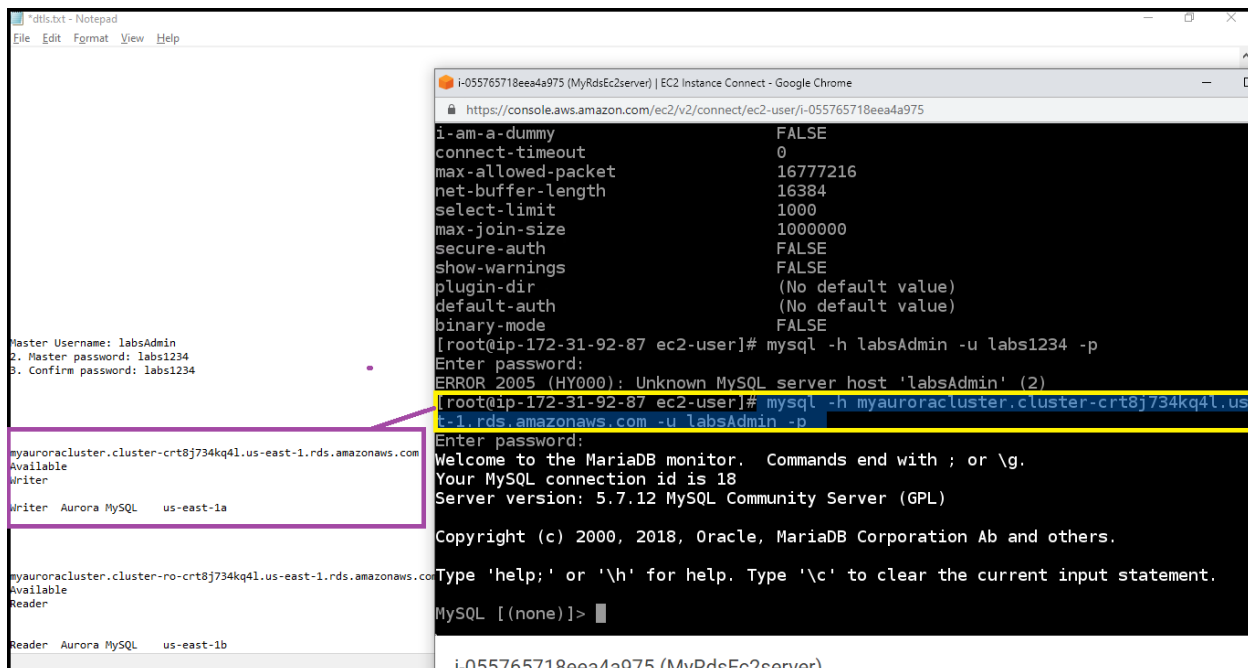 *dtls.txt - Notepad
File Edit Format View Help
Master Username: labsAdmin
2. Master password: labs1234
3. Confirm password: labs1234
myauroracluster.cluster-crt8j734kq4l.us-east-1.rds.amazonaws.com
Available
Writer
Writer Aurora MySQL us-east-1a
myauroracluster.cluster-ro-crt8j734kq4l.us-east-1.rds.amazonaws.com
Available
Reader
Reader Aurora MySQL us-east-1b
i-055765718eea4a975 (MyRdsEc2server) | EC2 Instance Connect - Google Chrome
https://console.aws.amazon.com/ec2/v2/connect/ec2-user/i-055765718eea4a975
i-am-a-dummy FALSE
connect-timeout 0
max-allowed-packet 16777216
net-buffer-length 16384
select-limit 1000
max-join-size 1000000
secure-auth FALSE
show-warnings FALSE
plugin-dir (No default value)
default-auth (No default value)
binary-mode FALSE
[root@ip-172-31-92-87 ec2-user]# mysql -h labsAdmin -u labs1234 -p
Enter password:
ERROR 2005 (HY000): Unknown MySQL server host 'labsAdmin' (2)
[root@ip-172-31-92-87 ec2-user]# mysql -h myauroracluster.cluster-crt8j734kq4l.us
t-1.rds.amazonaws.com -u labsAdmin -p
Enter password:
Welcome to the MariaDB monitor. Commands end with ; or \g.
Your MySQL connection id is 18
Server version: 5.7.12 MySQL Community Server (GPL)
Copyright (c) 2000, 2018, Oracle, MariaDB Corporation Ab and others.
Type 'help;' or '\h' for help. Type '\c' to clear the current input statement.
MySQL [(none)]>
i-055765718eea4a975 (MyRdsEc2server)